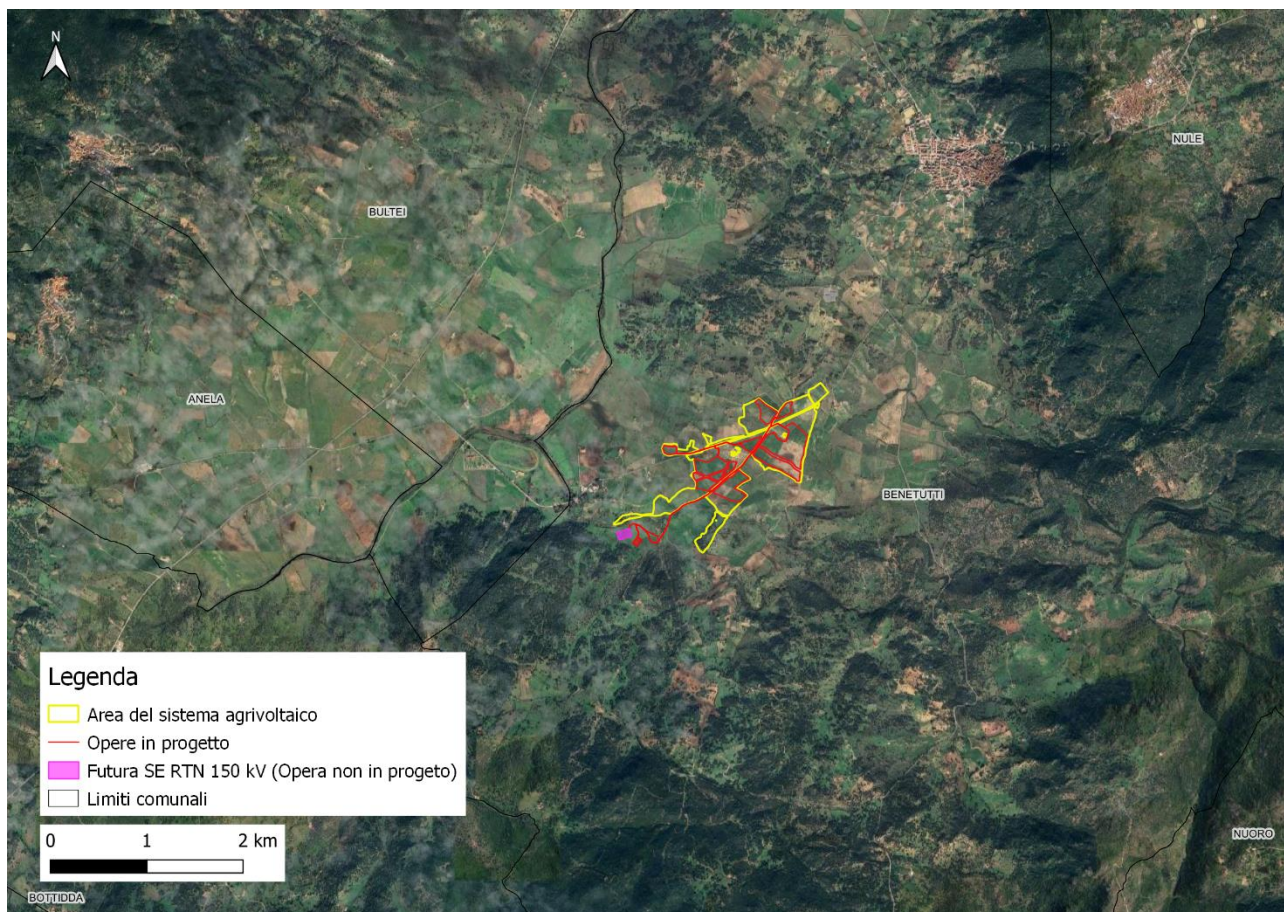 N
NULE
BULTEI
ANELA
BENETUTTI
Legenda
Area del sistema agrivoltaico
Opere in progetto
Futura SE RTN 150 kV (Opera non in progeto)
Limiti comunali
0 1 2 km
NUORO
BOTTIDDA